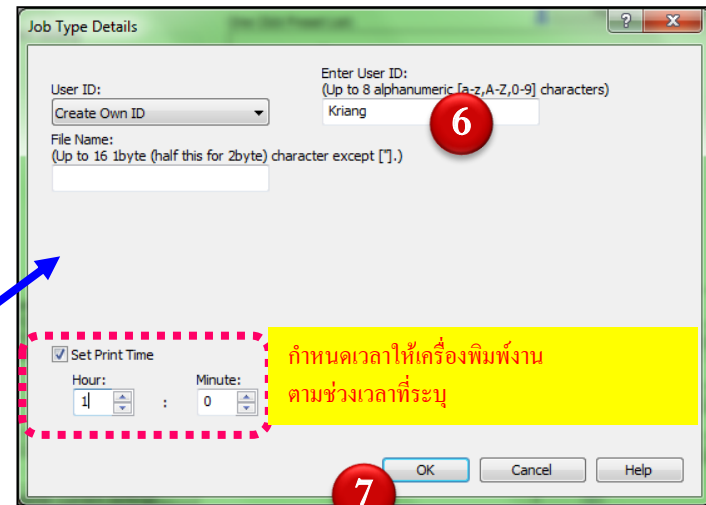 Job Type Details
User ID:
Create Own ID
Enter User ID:
(Up to 8 alphanumeric [a-z,A-Z,0-9] characters)
Kriang
6
File Name:
(Up to 16 1byte (half this for 2byte) character except ["].)
Set Print Time
Hour:
Minute:
1 : 0
กำหนดเวลาให้เครื่องพิมพ์งาน
ตามช่วงเวลาที่ระบุ
OK
Cancel
Help
7